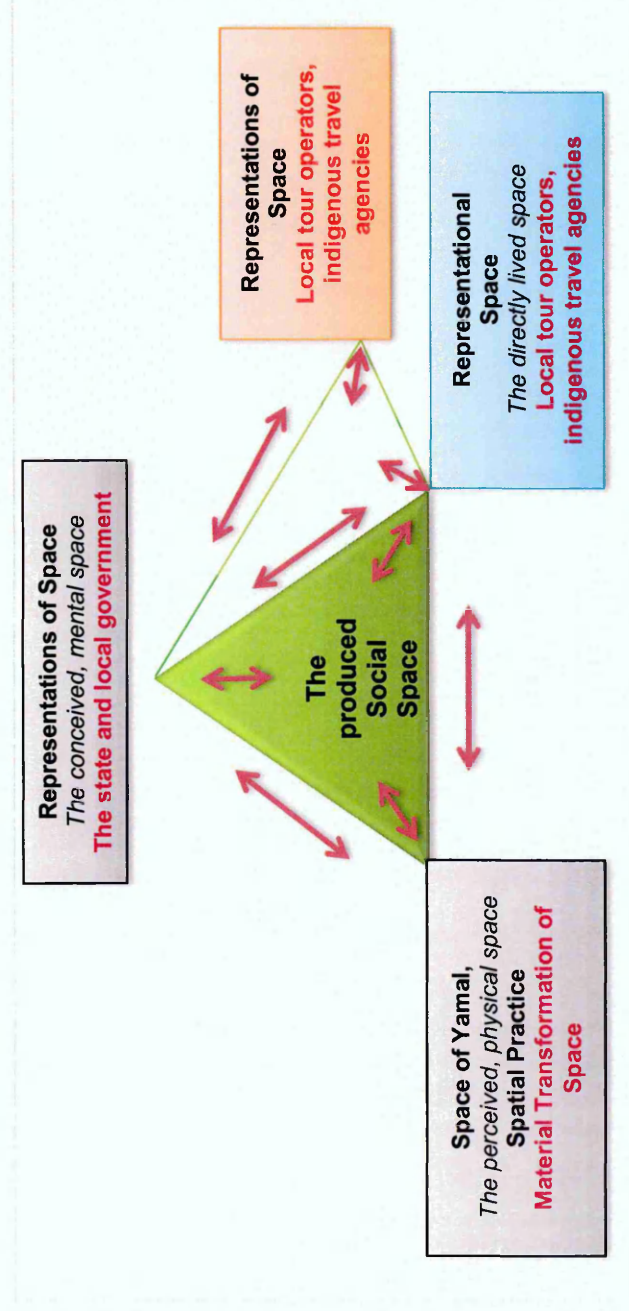 Representations of Space
The conceived, mental space
The state and local government
Representations of
Space
Local tour operators,
indigenous travel
agencies
The
produced
Social
Space
Space of Yamal,
The perceived, physical space
Spatial Practice
Material Transformation of
Space
Representational
Space
The directly lived space
Local tour operators,
indigenous travel agencies